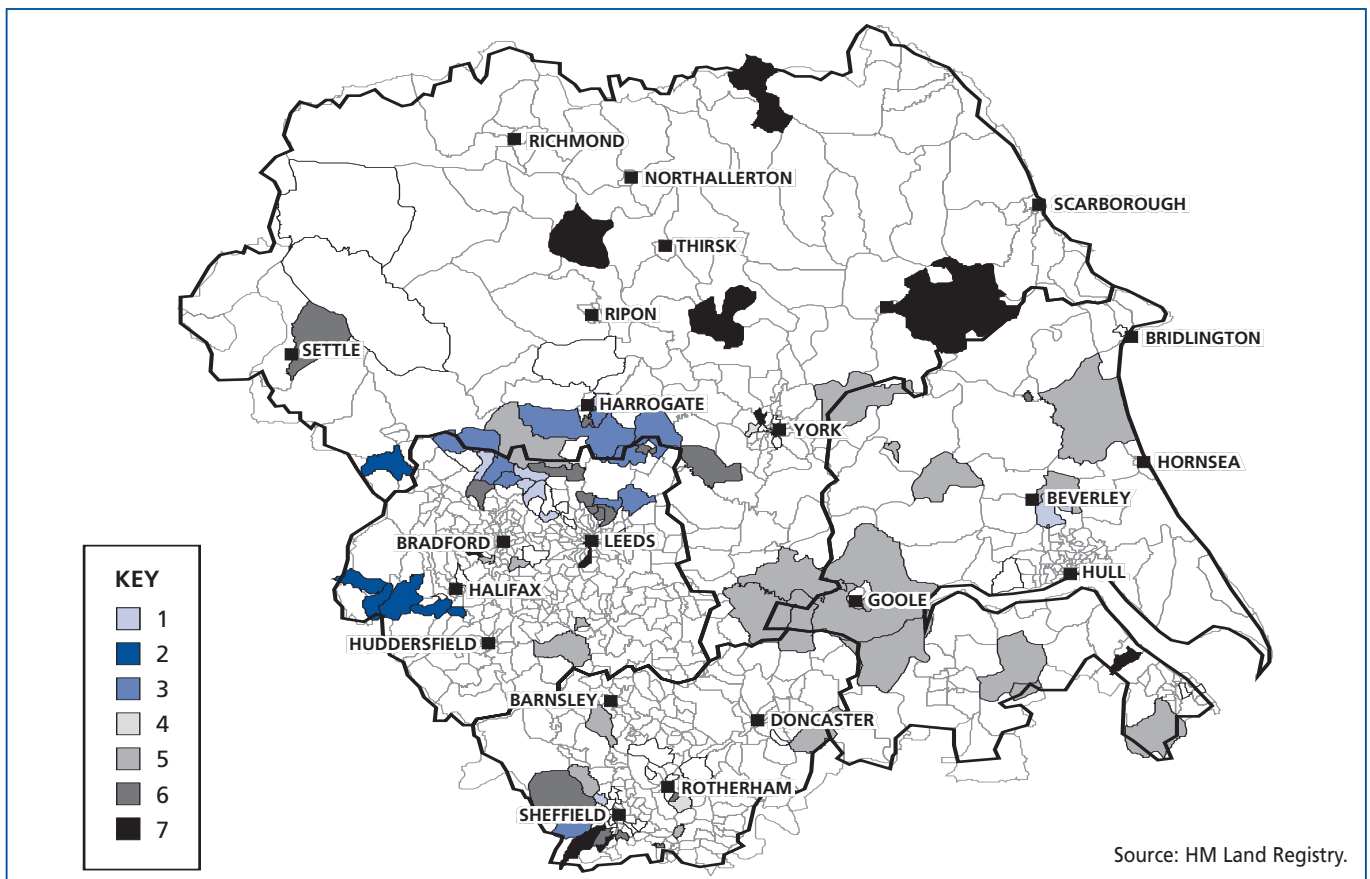 RICHMOND
NORTHALLERTON
SCARBOROUGH
THIRSK
RIPON
BRIDLINGTON
SETTLE
HARROGATE
YORK
HORNSEA
BEVERLEY
BRADFORD
LEEDS
HULL
HALIFAX
GOOLE
HUDDERSFIELD
BARNSLEY
DONCASTER
ROTHERHAM
SHEFFIELD
KEY
1
2
3
4
5
6
7
Source: HM Land Registry.